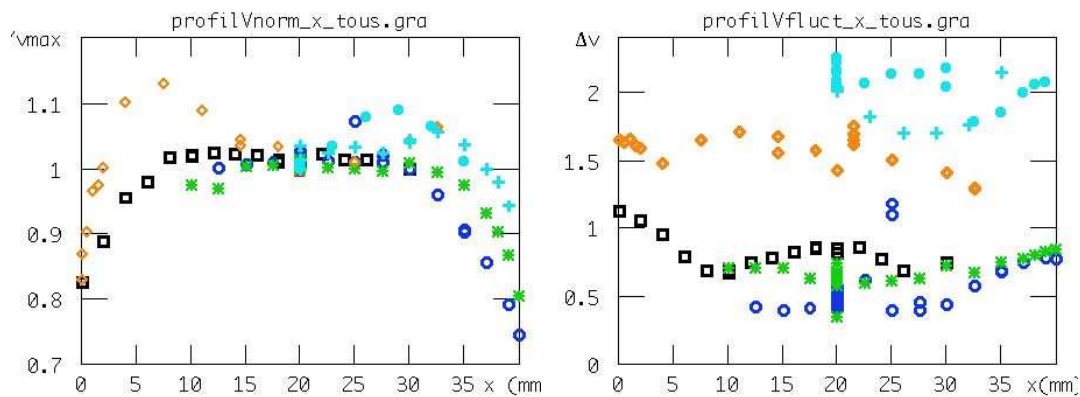 profilVnorm_x_tous.gra
vmax
1.1
1
0.9
0.8
0.7
0 5 10 15 20 25 30 35 x (mm
profilVfluct_x_tous.gra
Δv
2
1.5
1
0.5
0
0 5 10 15 20 25 30 35 x(mm)